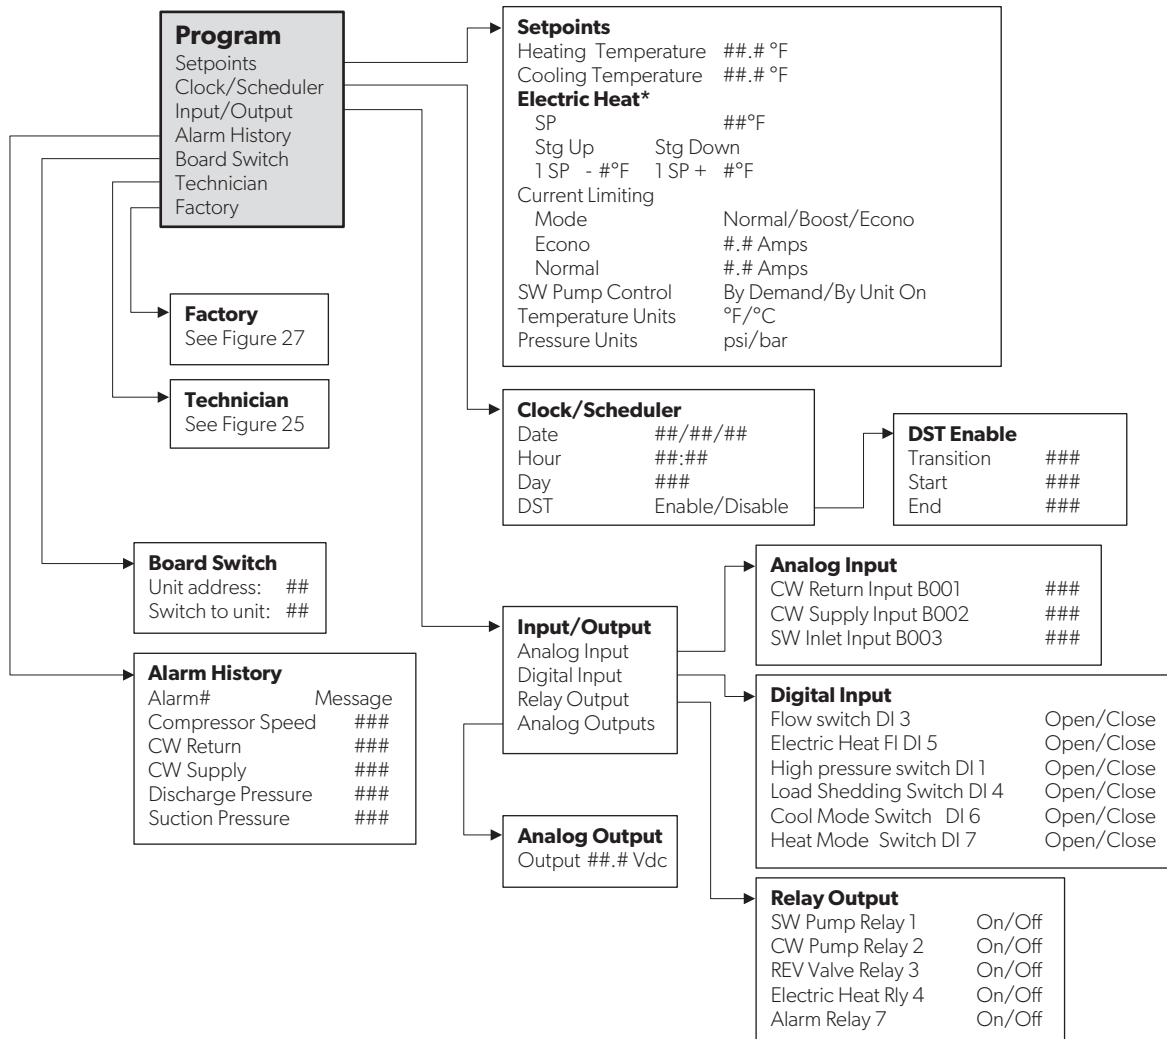 Program
Setpoints
Clock/Scheduler
Input/Output
Alarm History
Board Switch
Technician
Factory
Setpoints
Heating Temperature ##.# °F
Cooling Temperature ##.# °F
Electric Heat*
SP ##°F
Stg Up Stg Down
1 SP - #°F 1 SP + #°F
Current Limiting
Mode Normal/Boost/Econo
Econo #.# Amps
Normal #.# Amps
SW Pump Control By Demand/By Unit On
Temperature Units °F/°C
Pressure Units psi/bar
Factory
See Figure 27
Technician
See Figure 25
Clock/Scheduler
Date ##/##/##
Hour ##:##
Day ###
DST Enable/Disable
DST Enable
Transition ###
Start ###
End ###
Board Switch
Unit address: ##
Switch to unit: ##
Input/Output
Analog Input
Digital Input
Relay Output
Analog Outputs
Analog Input
CW Return Input B001 ###
CW Supply Input B002 ###
SW Inlet Input B003 ###
Alarm History
Alarm# Message
Compressor Speed ###
CW Return ###
CW Supply ###
Discharge Pressure ###
Suction Pressure ###
Digital Input
Flow switch DI 3 Open/Close
Electric Heat Fl DI 5 Open/Close
High pressure switch DI 1 Open/Close
Load Shedding Switch DI 4 Open/Close
Cool Mode Switch DI 6 Open/Close
Heat Mode Switch DI 7 Open/Close
Analog Output
Output ##.# Vdc
Relay Output
SW Pump Relay 1 On/Off
CW Pump Relay 2 On/Off
REV Valve Relay 3 On/Off
Electric Heat Rly 4 On/Off
Alarm Relay 7 On/Off